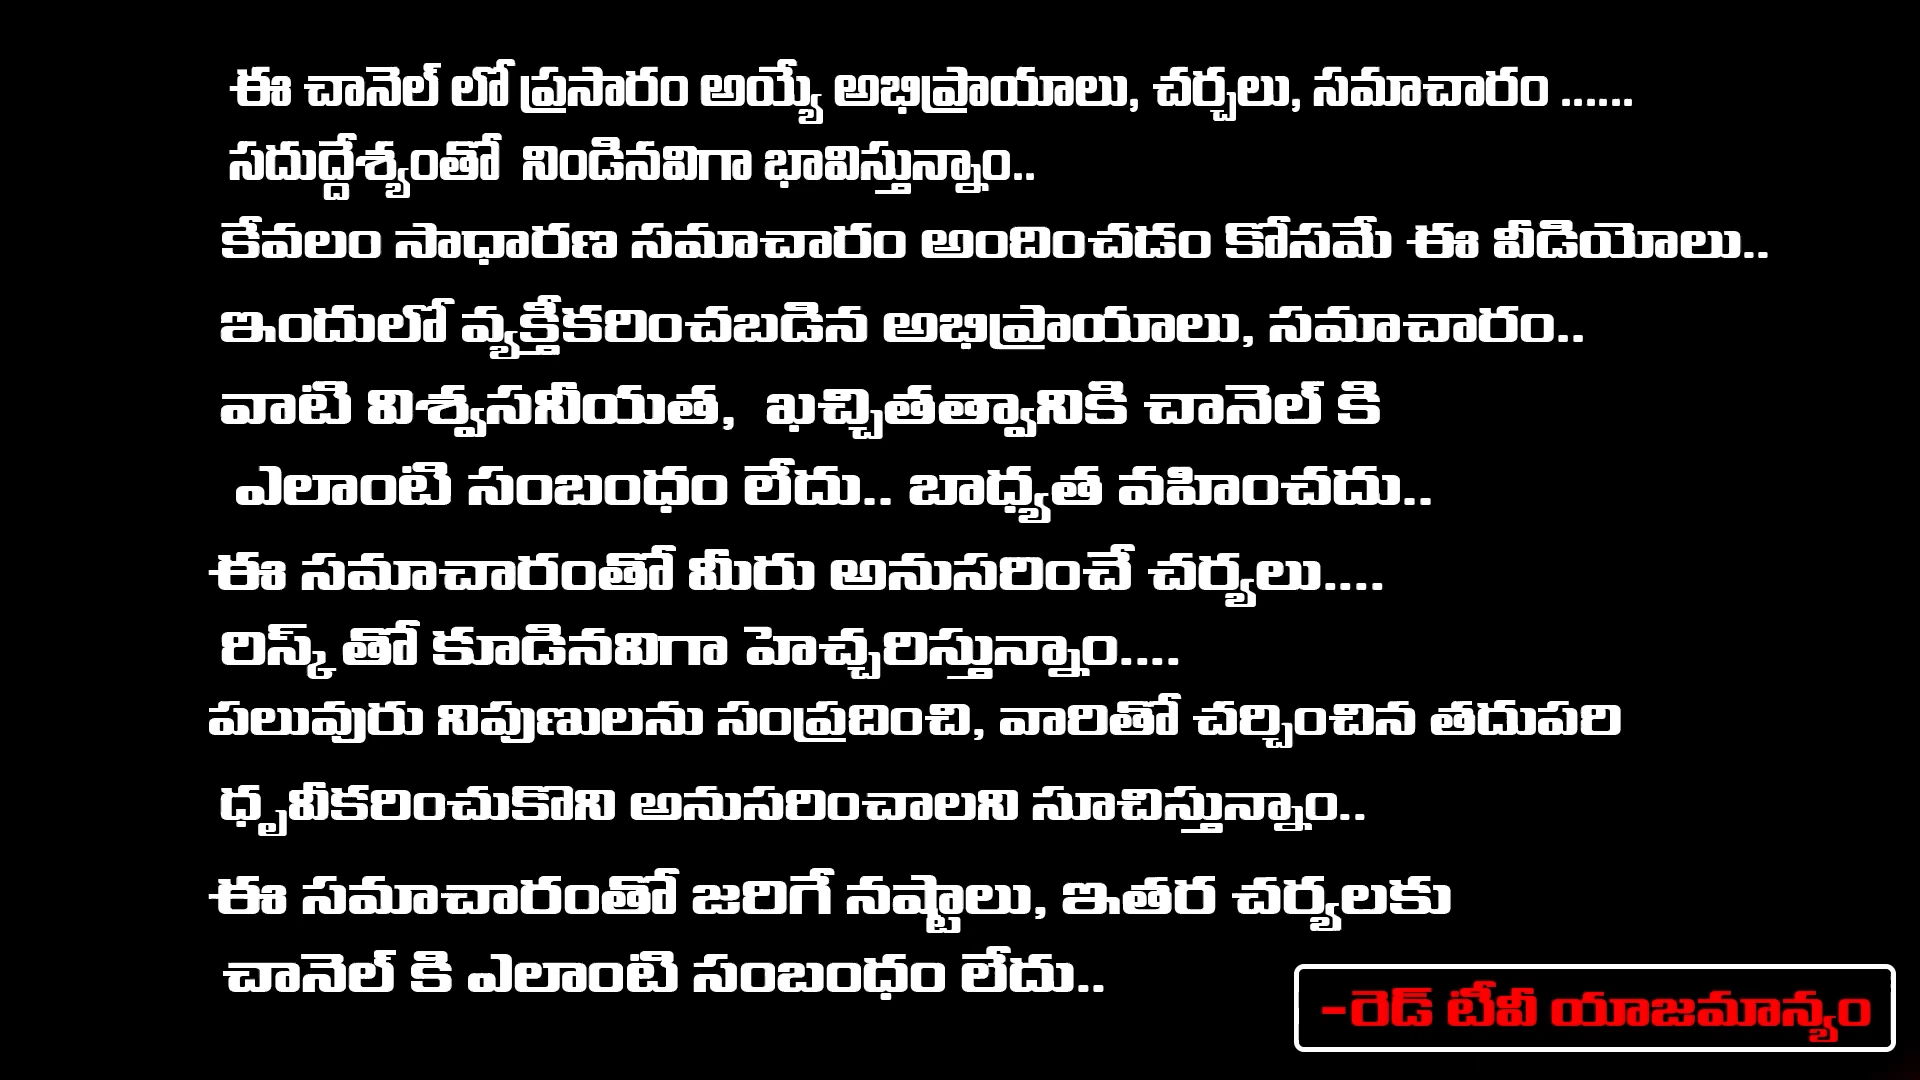 ఈ చానెల్ లో ప్రసారం అయ్యే అభిప్రాయాలు, చర్చలు, సమాచారం ......
సదుద్దేశ్యంతో నిండినవిగా భావిస్తున్నాం..
కేవలం సాధారణ సమాచారం అందించడం కోసమే ఈ వీడియోలు..
ఇందులో వ్యక్తీకరించబడిన అభిప్రాయాలు, సమాచారం..
వాటి విశ్వసనీయత, ఖచ్చితత్వానికి చానెల్ కి
ఎలాంటి సంబంధం లేదు.. బాధ్యత వహించదు..
ఈ సమాచారంతో మీరు అనుసరించే చర్యలు....
రిస్క్ తో కూడినవిగా హెచ్చరిస్తున్నాం....
పలువురు నిపుణులను సంప్రదించి, వారితో చర్చించిన తదుపరి
ధృవీకరించుకొని అనుసరించాలని సూచిస్తున్నాం..
ఈ సమాచారంతో జరిగే నష్టాలు, ఇతర చర్యలకు
చానెల్ కి ఎలాంటి సంబంధం లేదు..
-రెడ్ టీవీ యాజమాన్యం